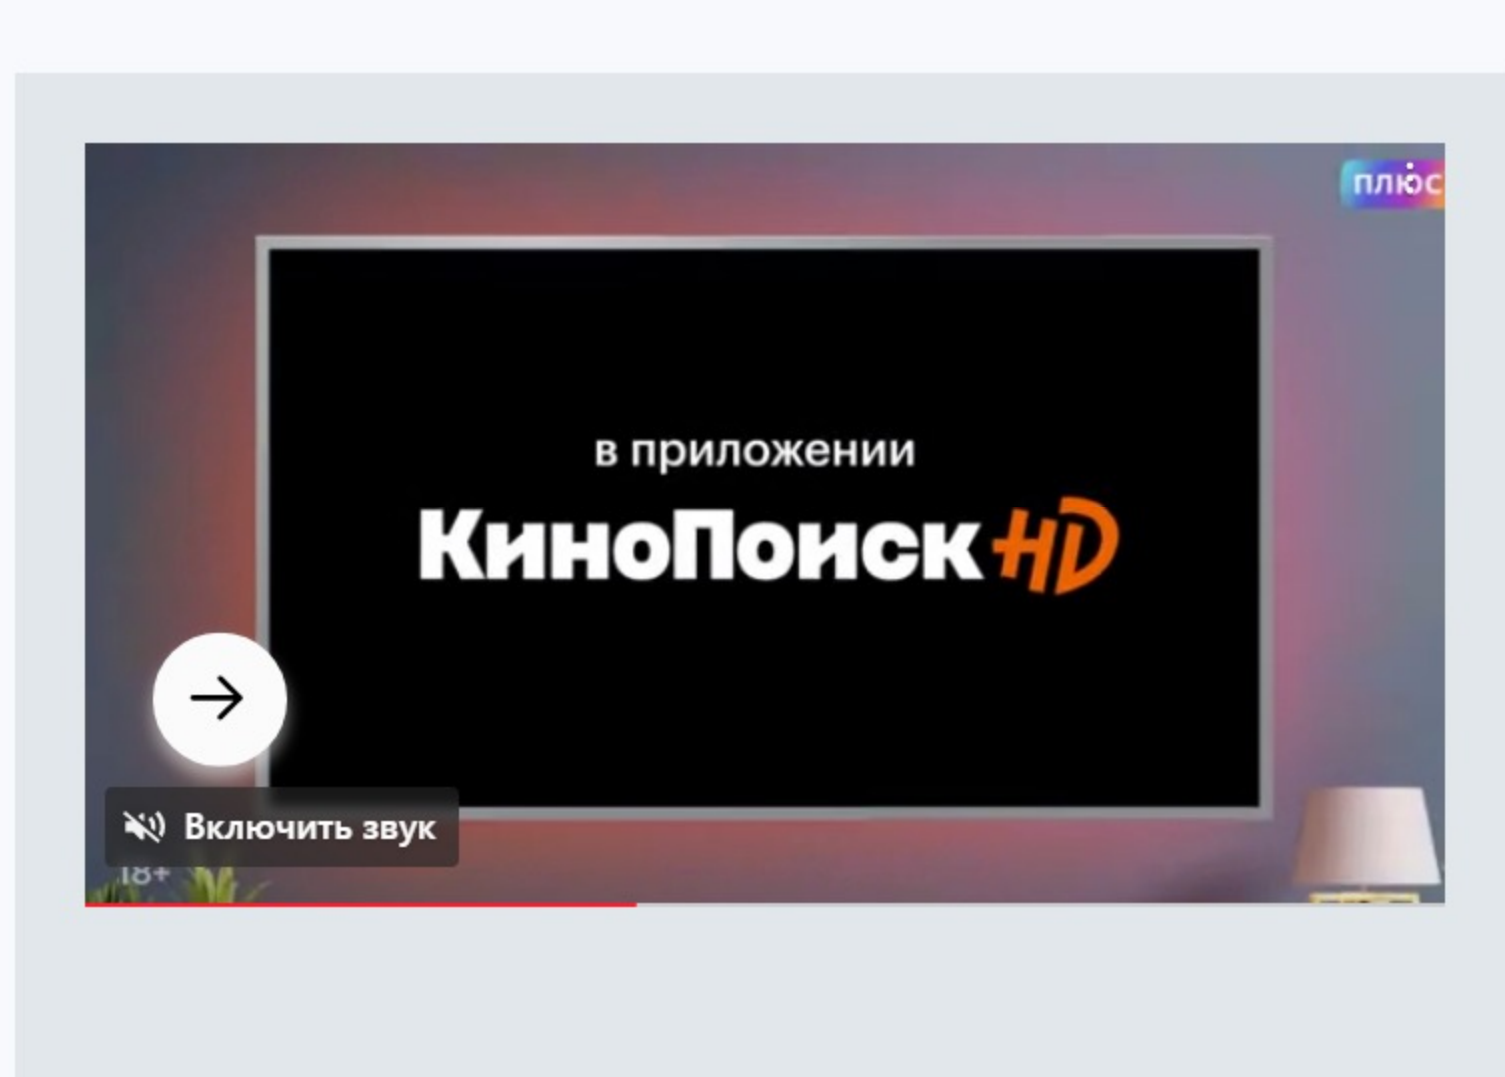 плюс
в приложении
КиноПоиск HD
Включить звук
18+